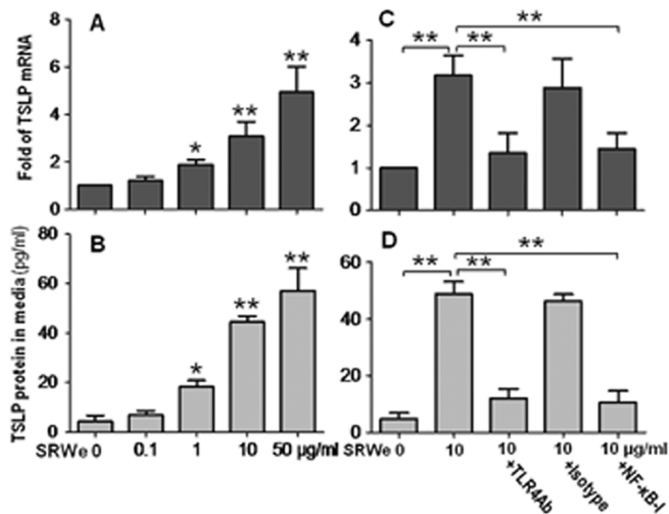 A
C
8
6
4
2
0
Fold of TSLP mRNA
*
**
**
4
3
2
1
0
**
**
**
B
D
80
60
40
20
0
TSLP protein in media (pg/ml)
*
**
**
60
40
20
0
**
**
**
SRWe 0 0.1 1 10 50 µg/ml
SRWe 0 10 10 10 10 µg/ml
+TLR4Ab
+Isotype
+NF-κB-I